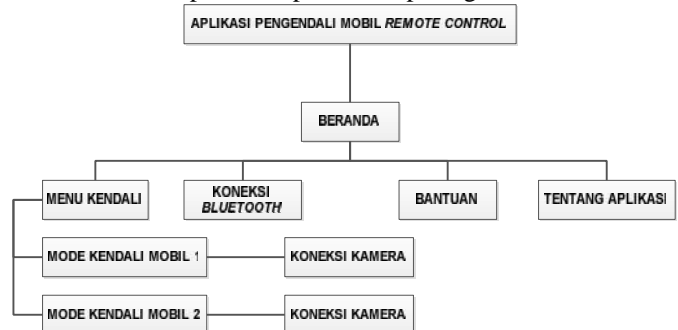 APLIKASI PENGENDALI MOBIL REMOTE CONTROL
BERANDA
MENU KENDALI
KONEKSI
BLUETOOTH
BANTUAN
TENTANG APLIKASI
MODE KENDALI MOBIL 1
KONEKSI KAMERA
MODE KENDALI MOBIL 2
KONEKSI KAMERA